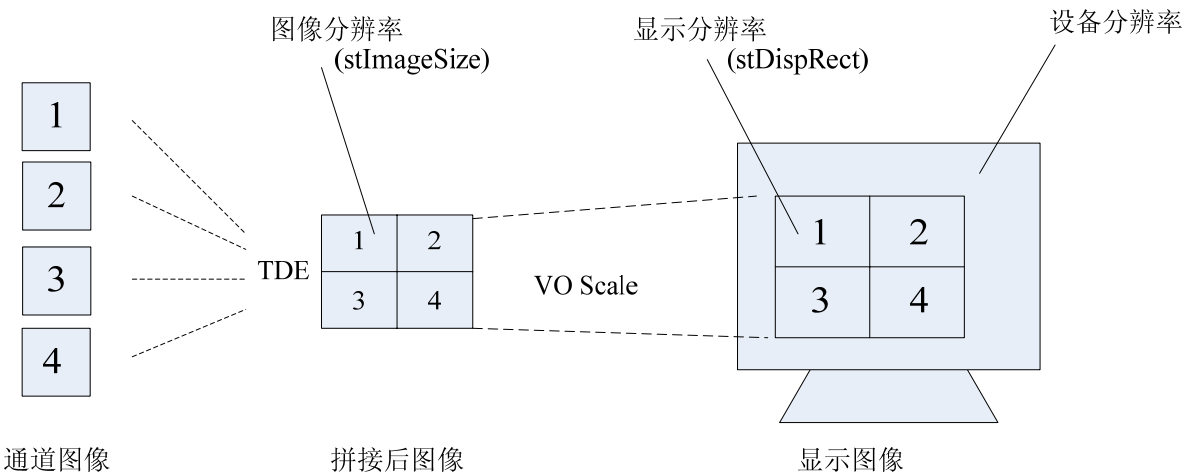 图像分辨率
(stImageSize)
显示分辨率
(stDispRect)
设备分辨率
1
2
3
4
TDE
1 2
3 4
VO Scale
1 2
3 4
通道图像
拼接后图像
显示图像